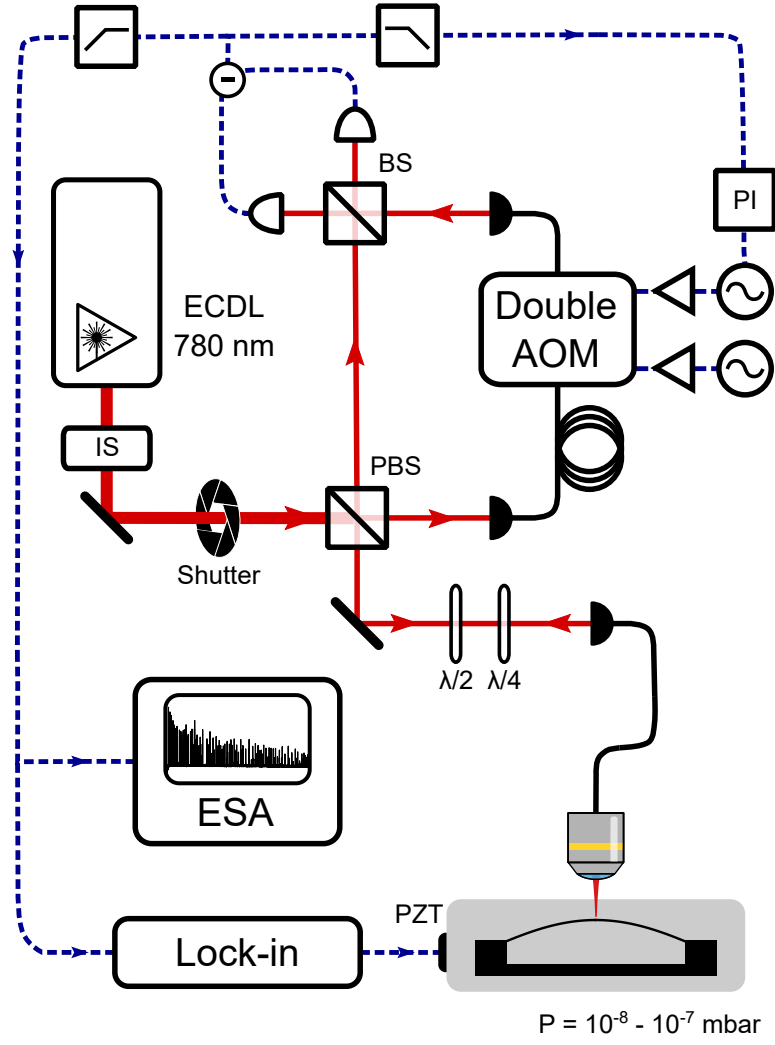 BS
PI
ECDL
780 nm
Double
AOM
IS
PBS
Shutter
λ/2
λ/4
ESA
PZT
Lock-in
P = 10⁻⁸ - 10⁻⁷ mbar